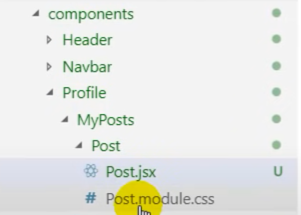 components
Header
Navbar
Profile
MyPosts
Post
Post.jsx U
# Post.module.css